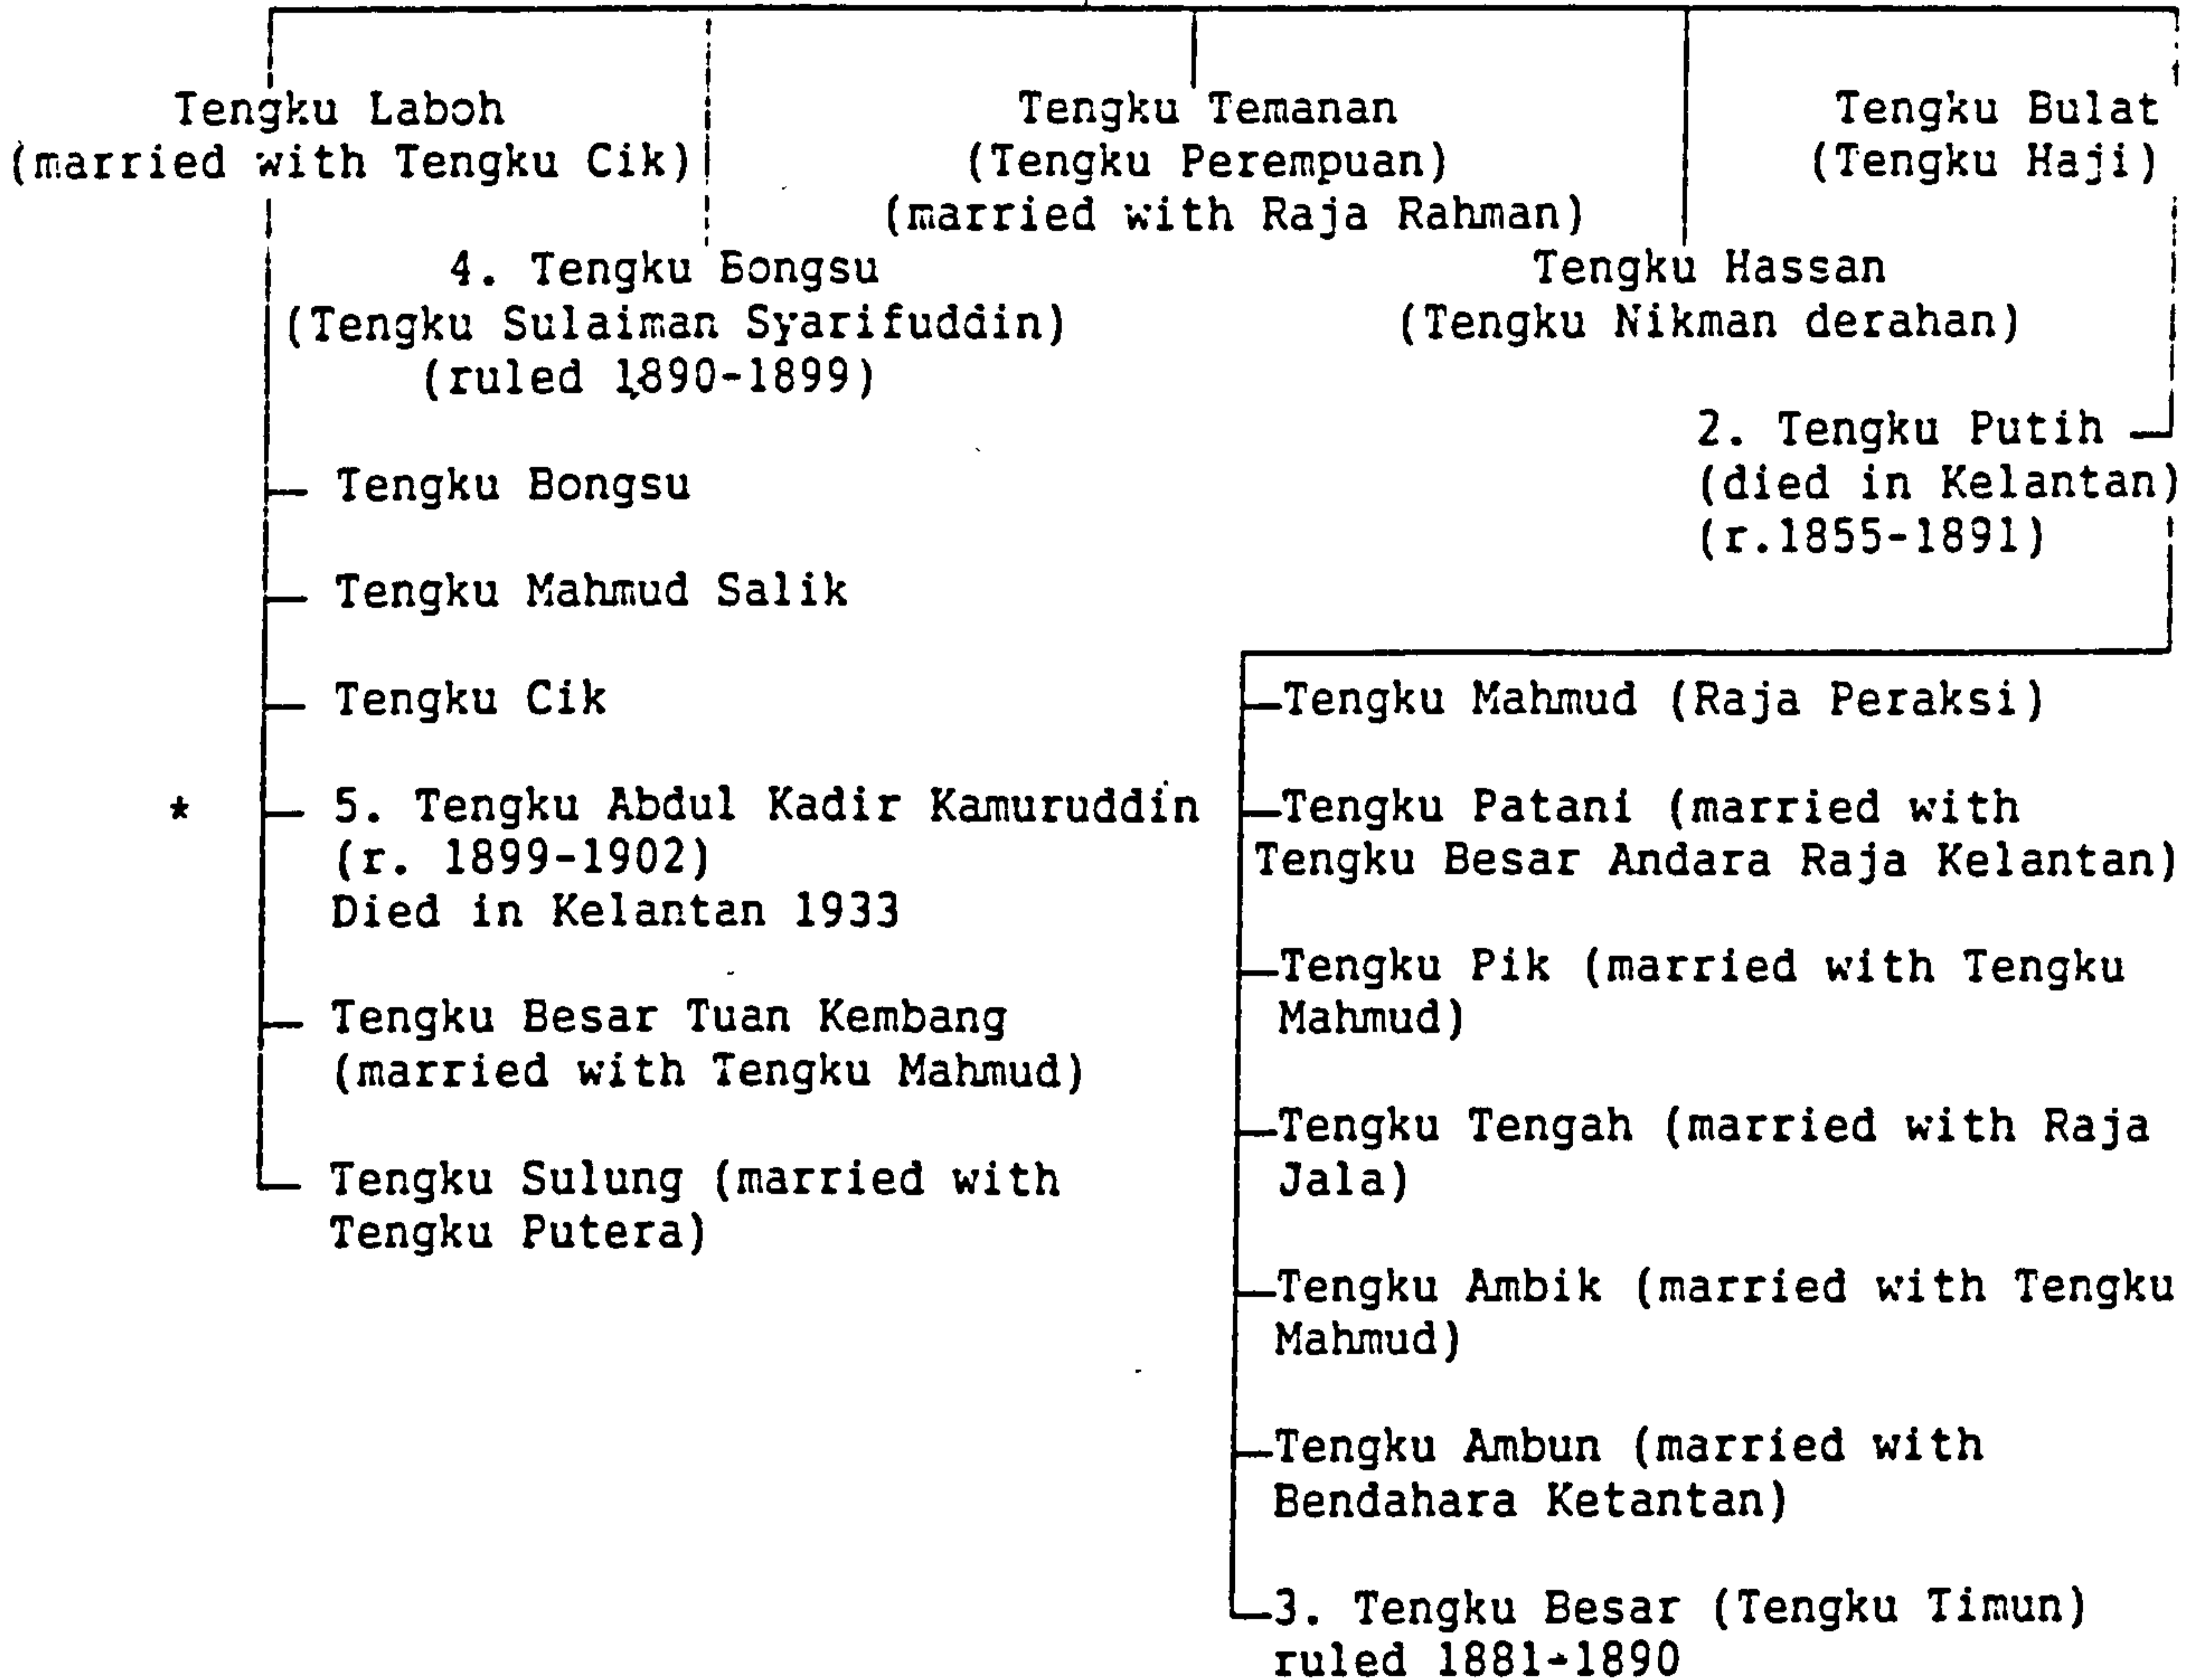 Tengku Laboh
(married with Tengku Cik)
Tengku Temanan
(Tengku Perempuan)
(married with Raja Rahman)
Tengku Bulat
(Tengku Haji)
4. Tengku Bongsu
(Tengku Sulaiman Syarifuddin)
(ruled 1890-1899)
Tengku Hassan
(Tengku Nikman derahan)
2. Tengku Putih
(died in Kelantan)
(r.1855-1891)
Tengku Bongsu
Tengku Mahmud Salik
Tengku Cik
* 5. Tengku Abdul Kadir Kamuruddin
(r. 1899-1902)
Died in Kelantan 1933
Tengku Besar Tuan Kembang
(married with Tengku Mahmud)
Tengku Sulung (married with
Tengku Putera)
Tengku Mahmud (Raja Peraksi)
Tengku Patani (married with
Tengku Besar Andara Raja Kelantan)
Tengku Pik (married with Tengku
Mahmud)
Tengku Tengah (married with Raja
Jala)
Tengku Ambik (married with Tengku
Mahmud)
Tengku Ambun (married with
Bendahara Ketantan)
3. Tengku Besar (Tengku Timun)
ruled 1881-1890